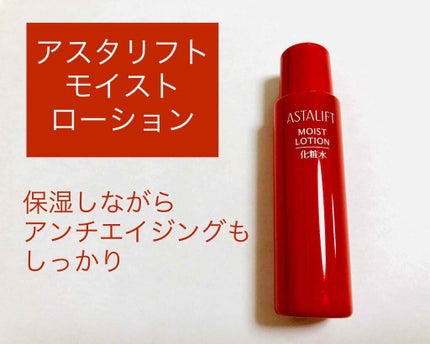 アスタリフト
モイスト
ローション
保湿しながら
アンチエイジングも
しっかり
ASTALIFT
MOIST
LOTION
化粧水